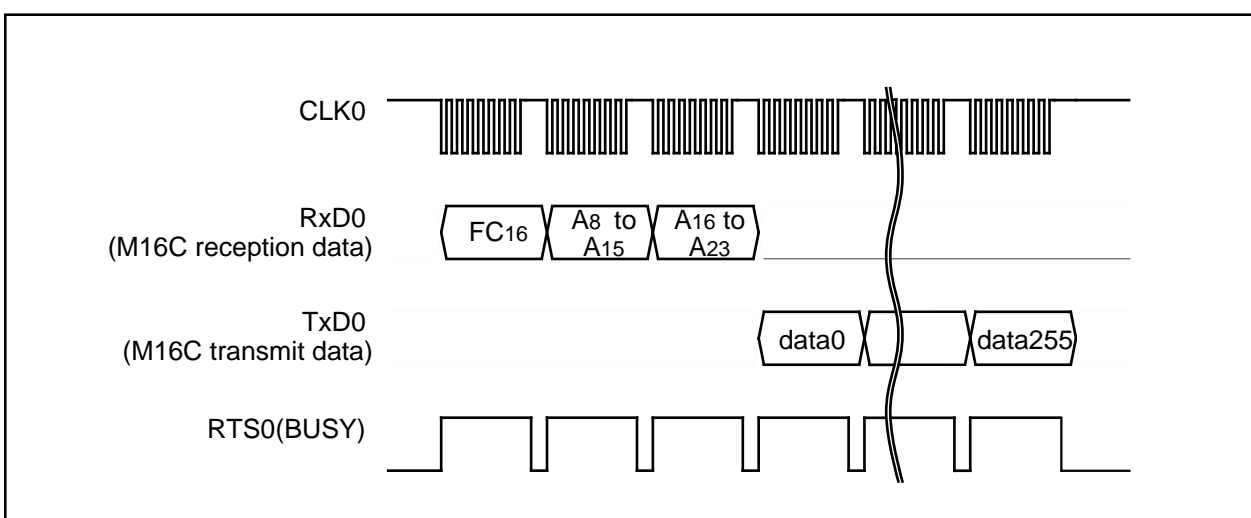 CLK0
RxD0
(M16C reception data)
FC16
A8 to
A15
A16 to
A23
TxD0
(M16C transmit data)
data0
data255
RTS0(BUSY)